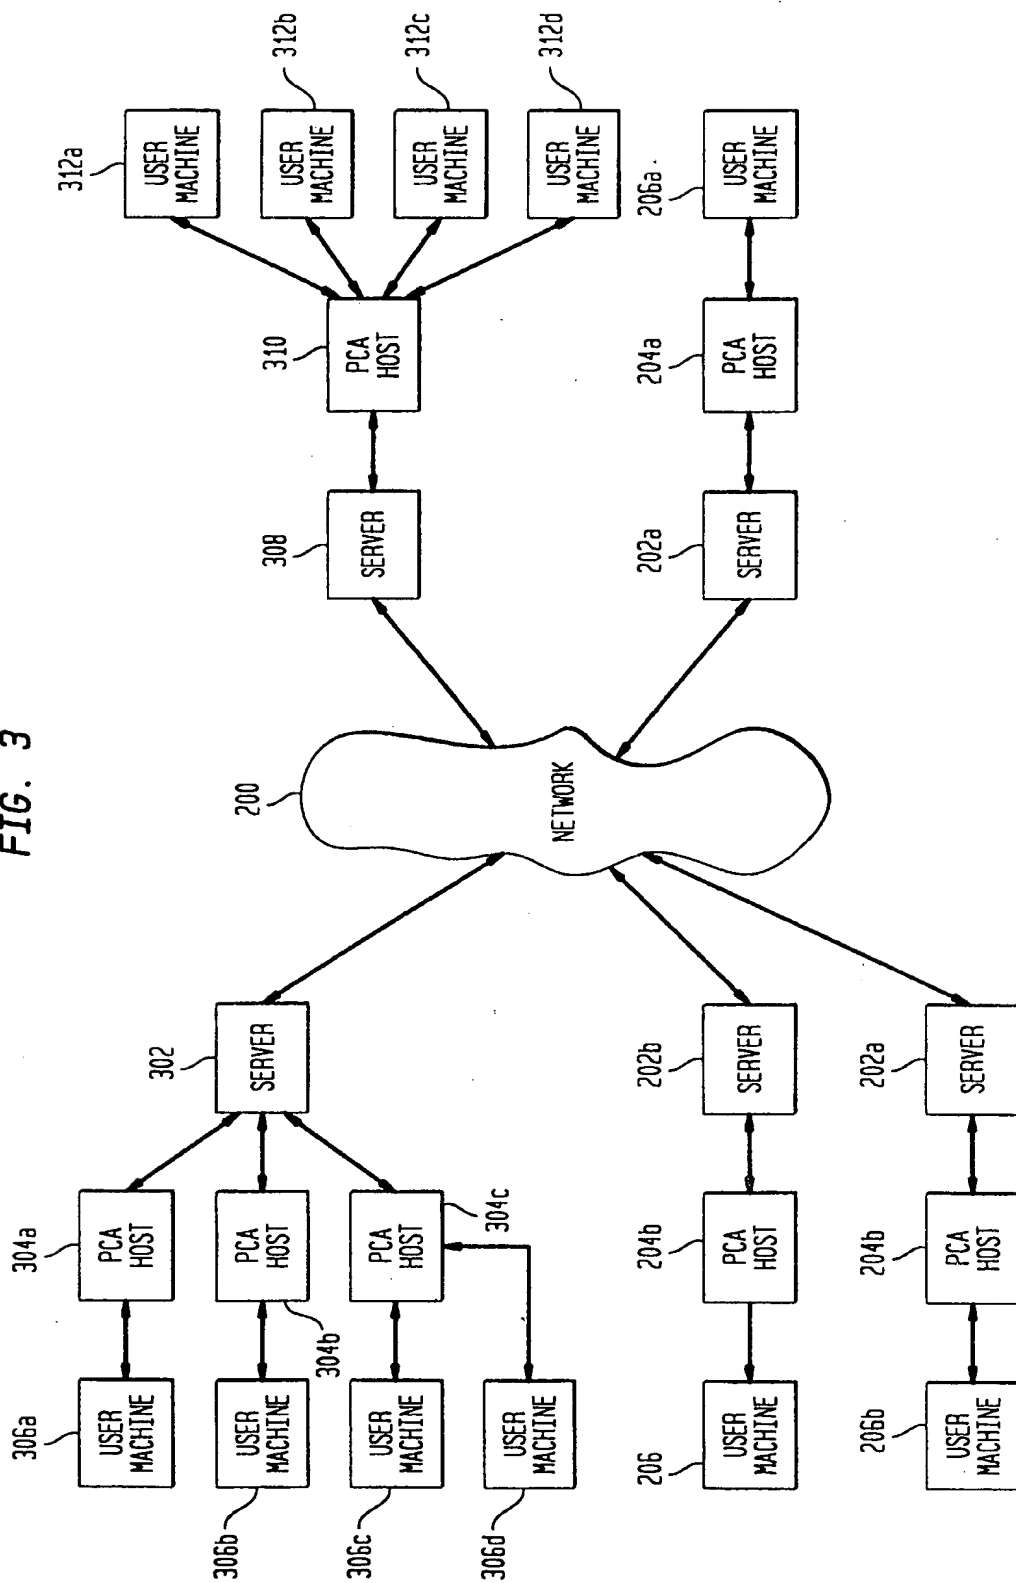 FIG. 3
306a
USER
MACHINE
304a
PCA
HOST
302
SERVER
306b
USER
MACHINE
304b
PCA
HOST
306c
USER
MACHINE
304c
PCA
HOST
306d
USER
MACHINE
206
USER
MACHINE
204b
PCA
HOST
202b
SERVER
206b
USER
MACHINE
204b
PCA
HOST
202a
SERVER
200
NETWORK
308
SERVER
310
PCA
HOST
312a
USER
MACHINE
312b
USER
MACHINE
312c
USER
MACHINE
312d
USER
MACHINE
202a
SERVER
204a
PCA
HOST
206a
USER
MACHINE